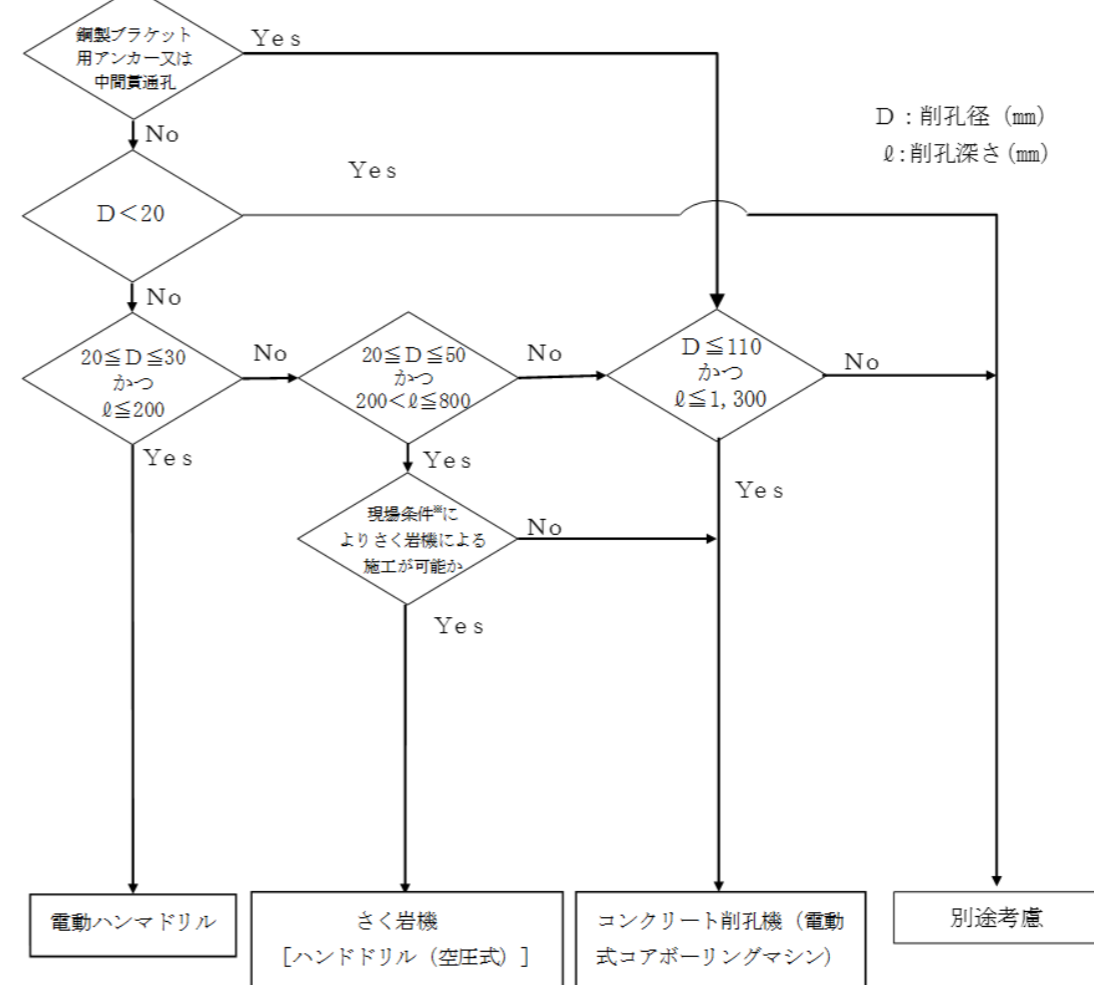 鋼製ブラケット
用アンカー又は
中間貫通孔
Yes
No
D:削孔径(㎜)
ℓ:削孔深さ(㎜)
Yes
D<20
No
20≦D≦30
かつ
ℓ≦200
No
20≦D≦50
かつ
200<ℓ≦800
No
D≦110
かつ
ℓ≦1,300
No
Yes
Yes
Yes
現場条件※に
よりさく岩機による
施工が可能か
No
Yes
電動ハンマドリル
さく岩機
[ハンドドリル(空圧式)]
コンクリート削孔機(電動
式コアボーリングマシン)
別途考慮